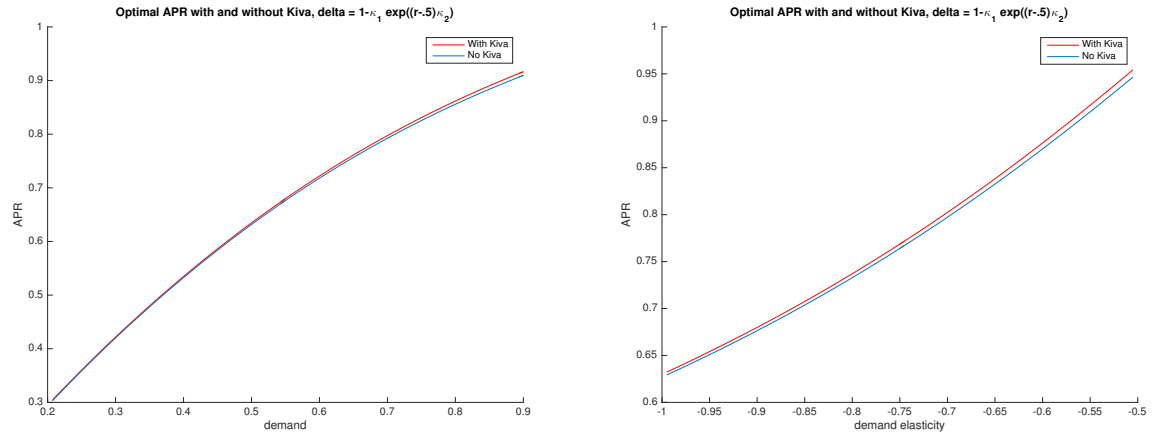 Optimal APR with and without Kiva, delta = 1-κ1 exp((r-.5)κ2)
With Kiva
No Kiva
1
0.9
0.8
0.7
0.6
0.5
0.4
0.3
APR
0.2 0.3 0.4 0.5 0.6 0.7 0.8 0.9
demand
Optimal APR with and without Kiva, delta = 1-κ1 exp((r-.5)κ2)
With Kiva
No Kiva
1
0.95
0.9
0.85
0.8
0.75
0.7
0.65
0.6
APR
-1 -0.95 -0.9 -0.85 -0.8 -0.75 -0.7 -0.65 -0.6 -0.55 -0.5
demand elasticity